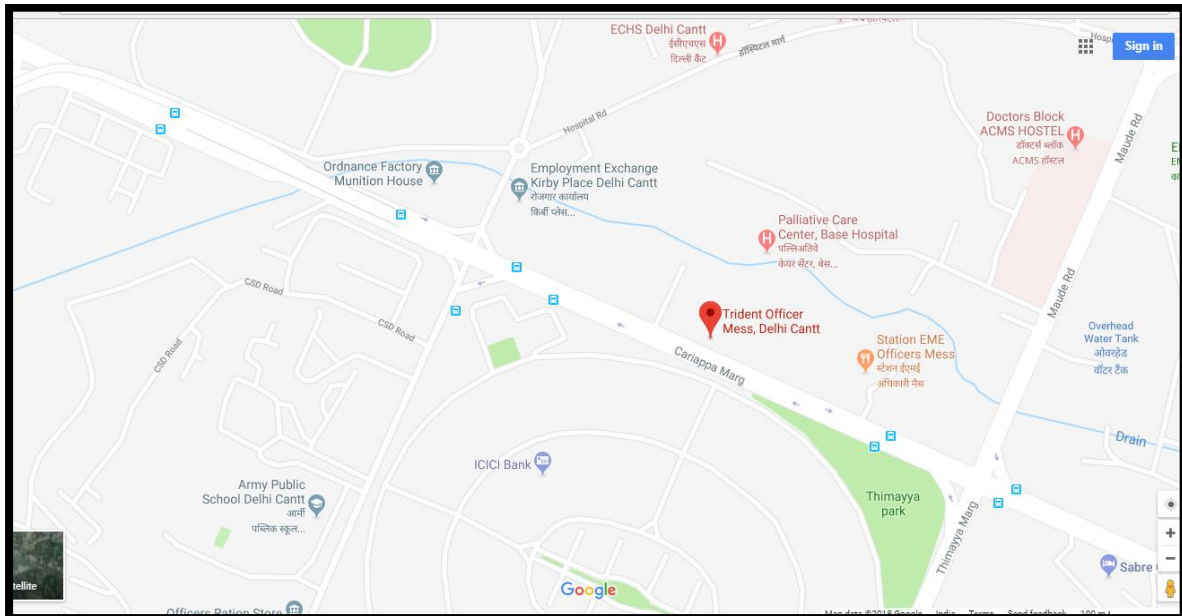 ECHS Delhi Cantt
ईसीएचएस
दिल्ली कैंट
हॉस्पिटल मार्ग
Sign in
Hospital Rd
Doctors Block
ACMS HOSTEL
डॉक्टर्स ब्लॉक
ACMS हॉस्टल
Maude Rd
Ordnance Factory
Munition House
Employment Exchange
Kirby Place Delhi Cantt
रोजगार कार्यालय
किर्बी प्लेस...
Palliative Care
Center, Base Hospital
पल्लिअतिवे
केयर सेंटर, बेस...
CSD Road
CSD Road
CSD Road
Trident Officer
Mess, Delhi Cantt
Cariappa Marg
Station EME
Officers Mess
स्टेशन ईएमई
अधिकारी मैस
Maude Rd
Overhead
Water Tank
ओवरहेड
वॉटर टैंक
Drain
ICICI Bank
Army Public
School Delhi Cantt
आर्मी
पब्लिक स्कूल...
Thimayya
park
Thimayya Marg
Sabre
tellite
Google
Officers Ration Store
Map data ©2018 Google India Terms Send feedback 100 m